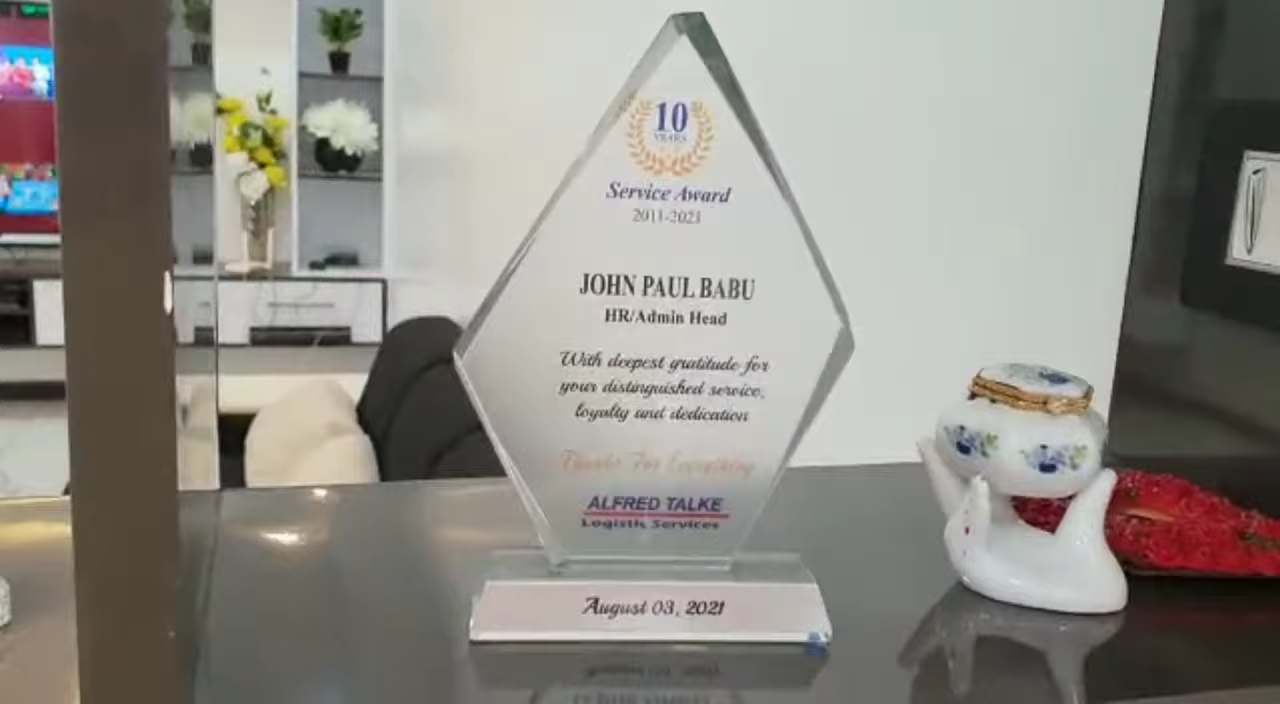 10
YEARS
Service Award
2011-2021
JOHN PAUL BABU
HR/Admin Head
With deepest gratitude for
your distinguished service,
loyalty and dedication
Thanks For Everything
ALFRED TALKE
Logistic Services
August 03, 2021